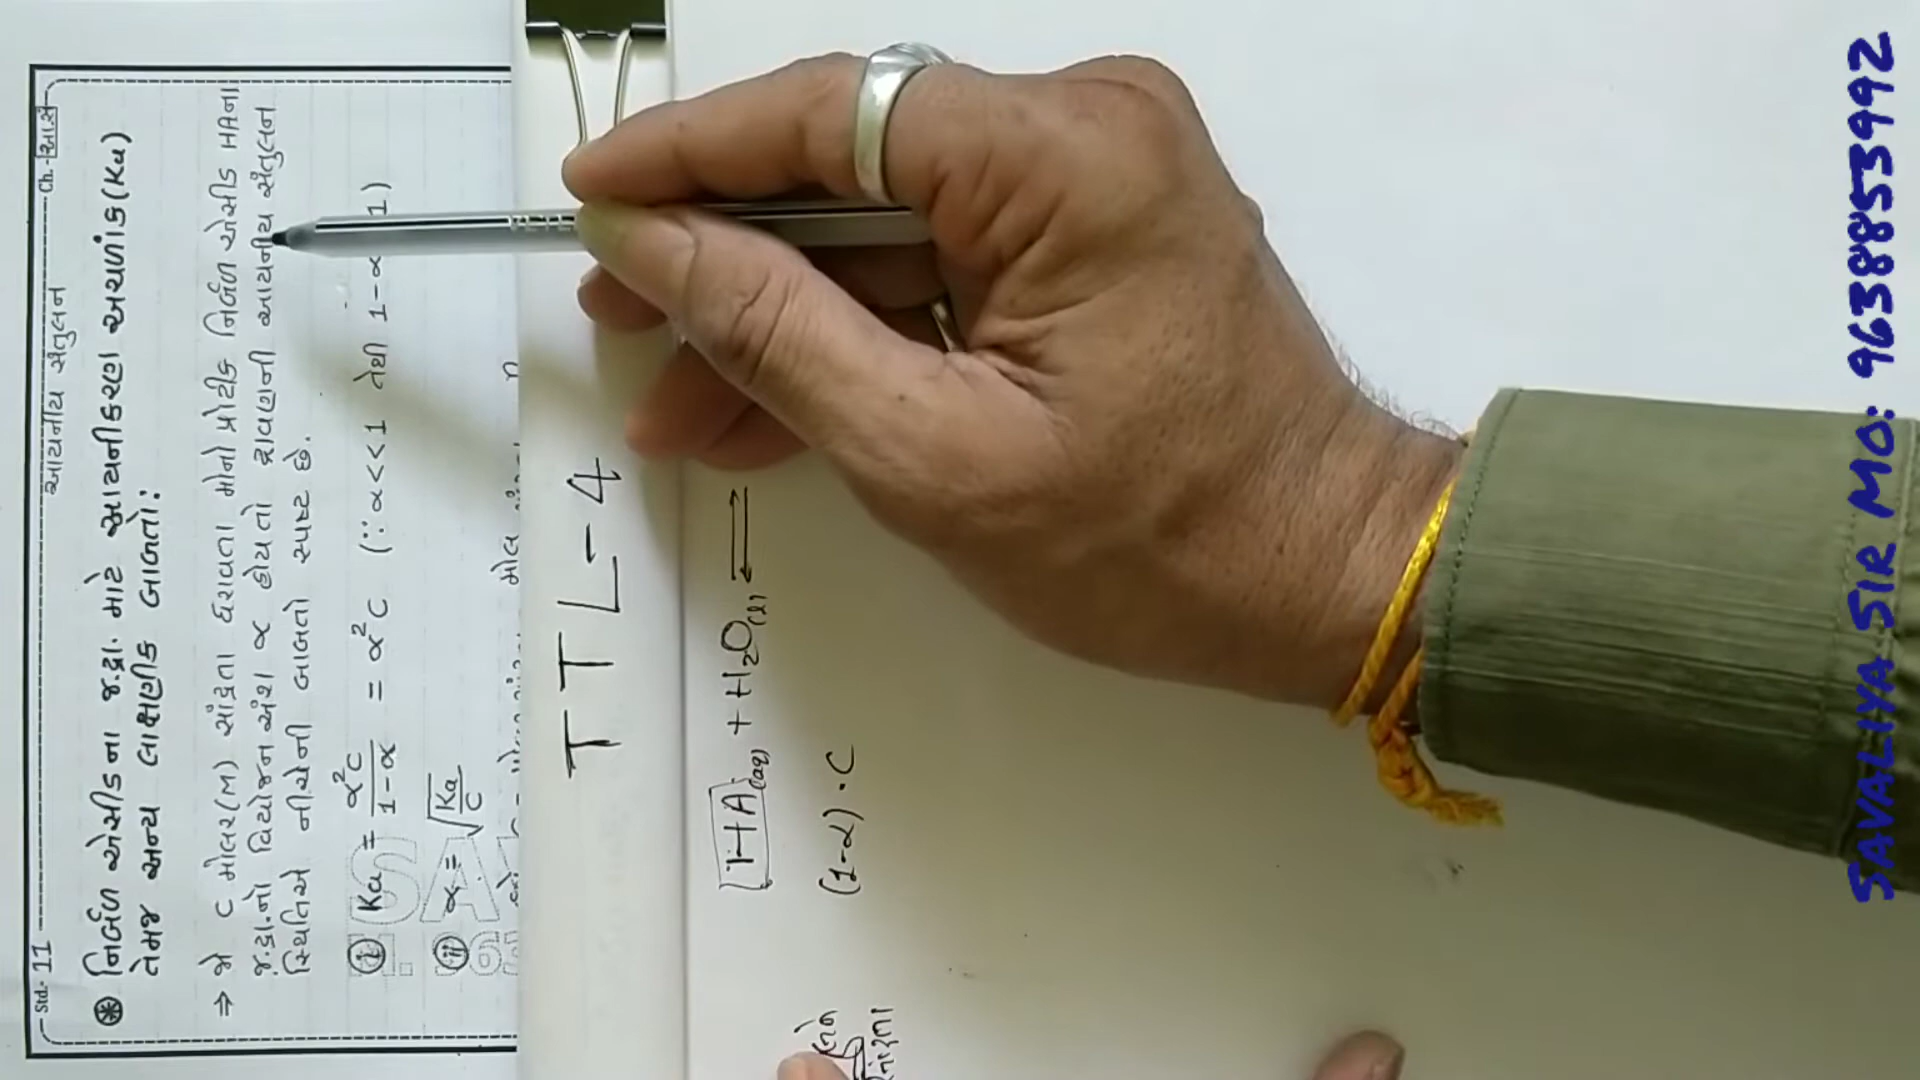 Std.- 11
Ch.-આ.સં.
આયનીય સંતુલન
નિર્બળ એસીડ ના જ.દ્રા. માટે આયનીકરણ અચળાંક(Ka)
તેમજ અન્ય લાક્ષણીક બાબતો:
⇒ જો C મોલર(M) સાંદ્રતા ધરાવતા મોનો પ્રોટીક નિર્બળ એસીડ HAના
જ.દ્રા.નો વિયોજન અંશ α હોય તો દ્રાવણની આયનીય સંતુલન
સ્થિતિએ નીચેની બાબતો સ્પષ્ટ છે.
(i) Ka = α²C / 1-α = α²C (∵ α<<1 તેથી 1-α 1)
(ii) α = √Ka/C
TTL-4
HA(aq) + H₂O(l) ⇌
(1-α)·C
SAVALIYA SIR MO: 9638853992